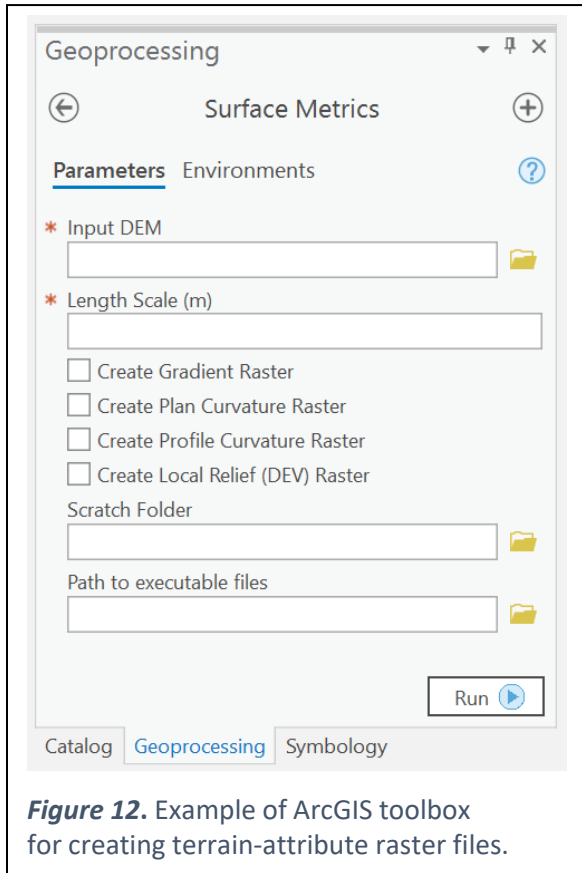 Geoprocessing
Surface Metrics
Parameters Environments
* Input DEM
* Length Scale (m)
Create Gradient Raster
Create Plan Curvature Raster
Create Profile Curvature Raster
Create Local Relief (DEV) Raster
Scratch Folder
Path to executable files
Run
Catalog Geoprocessing Symbology
Figure 12. Example of ArcGIS toolbox
for creating terrain-attribute raster files.